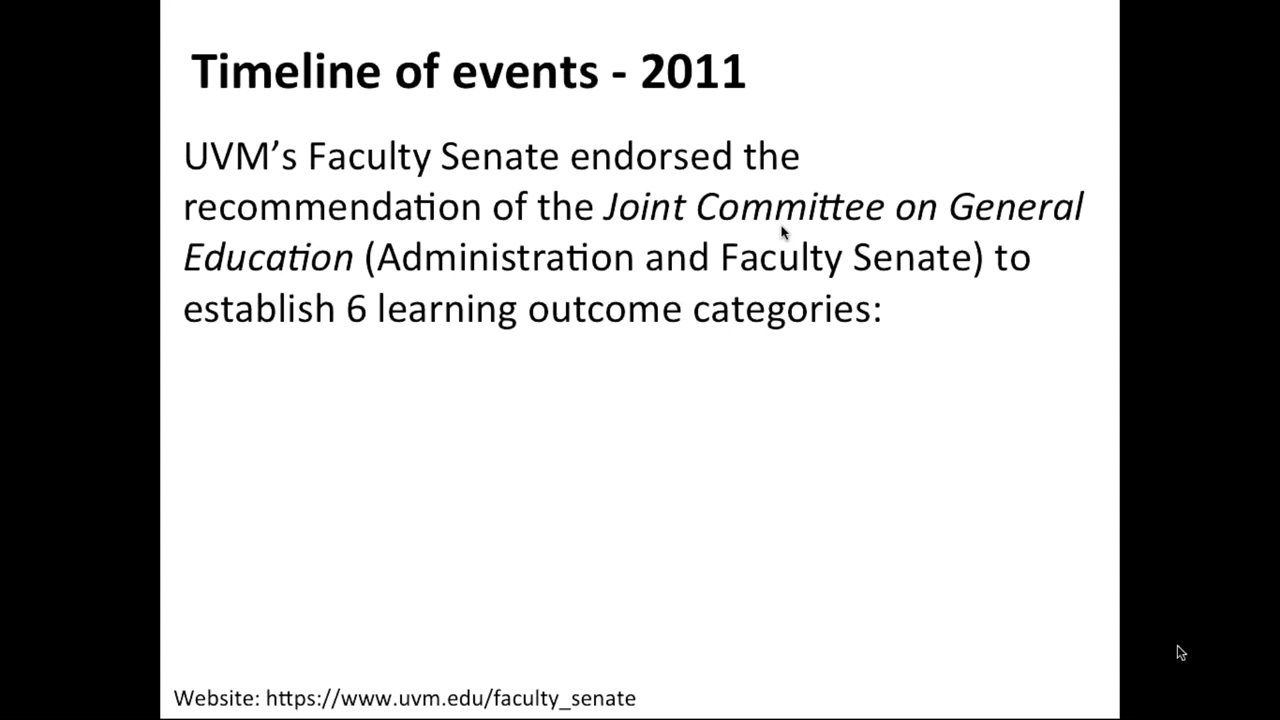 Timeline of events - 2011
UVM’s Faculty Senate endorsed the
recommendation of the Joint Committee on General
Education (Administration and Faculty Senate) to
establish 6 learning outcome categories:
Website: https://www.uvm.edu/faculty_senate